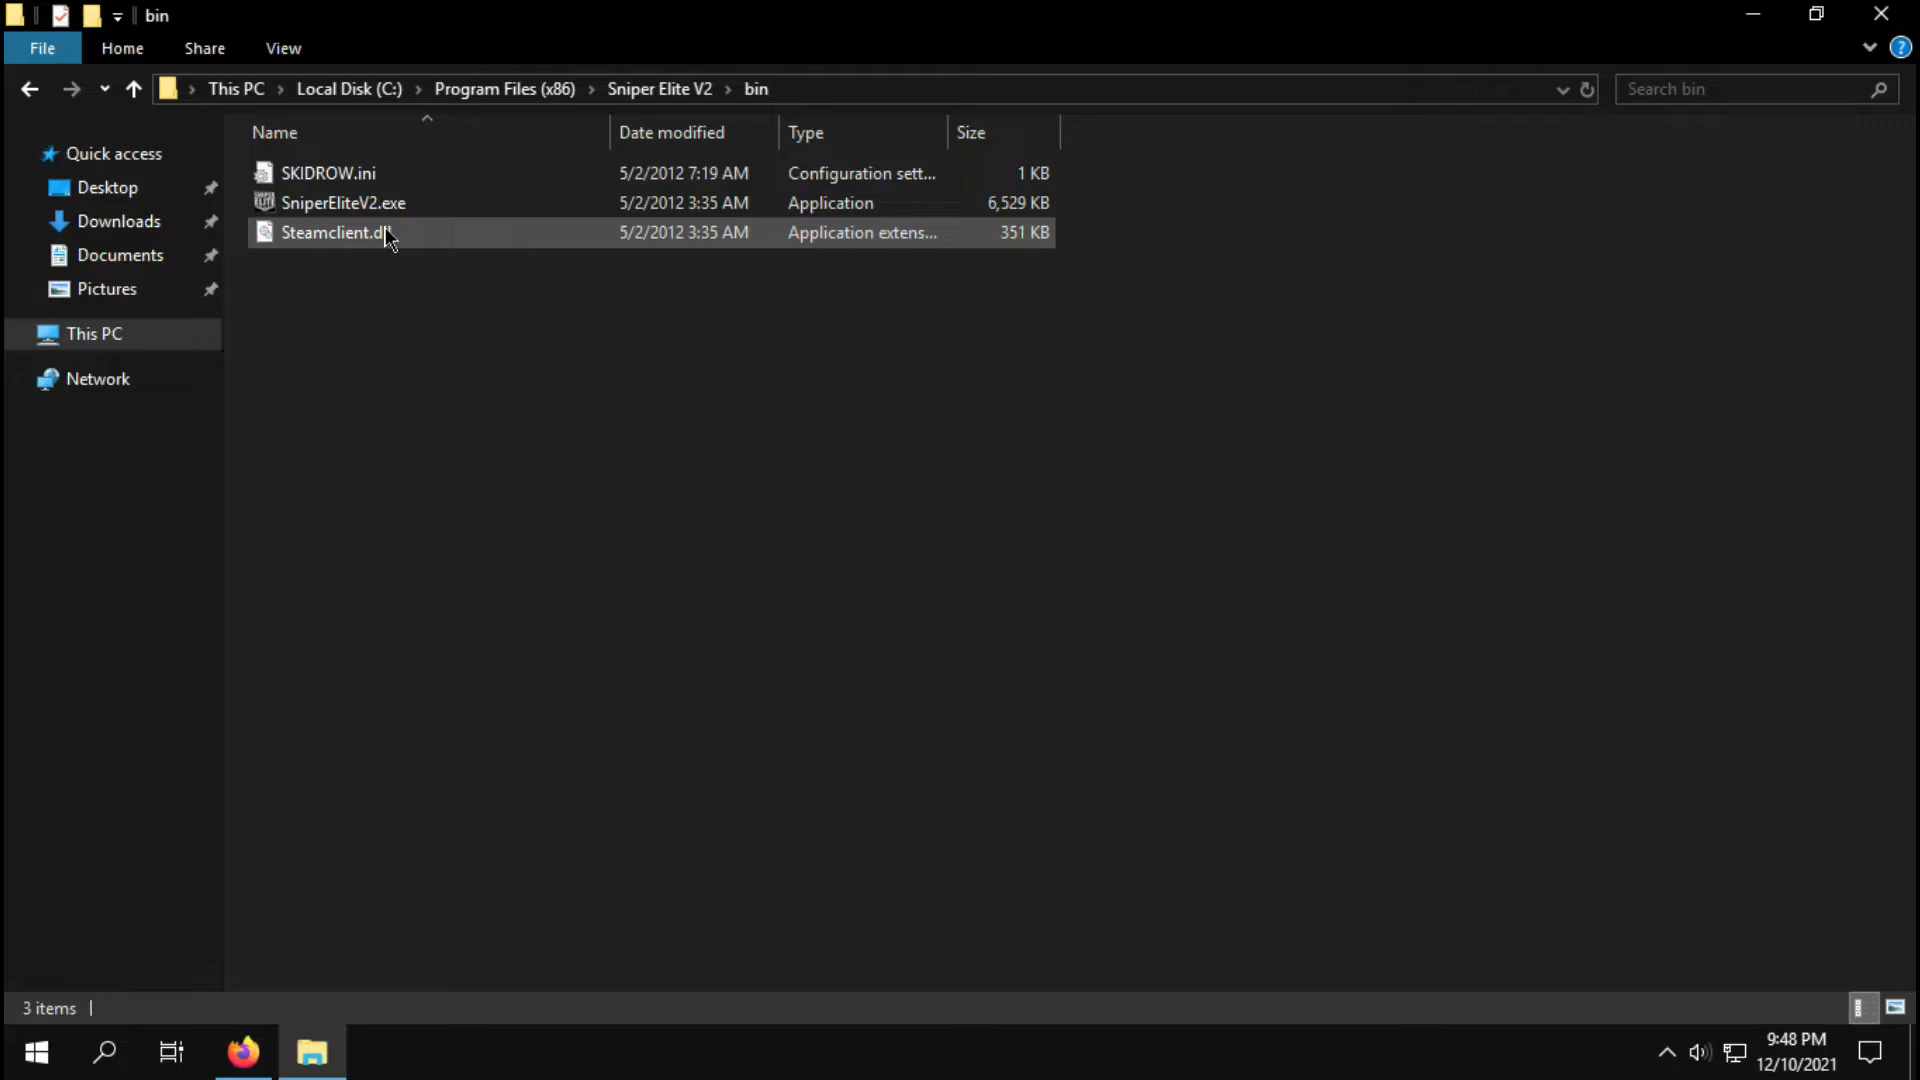 bin
File Home Share View
This PC Local Disk (C:) Program Files (x86) Sniper Elite V2 bin Search bin
Name Date modified Type Size
Quick access
Desktop
Downloads
Documents
Pictures
This PC
Network
SKIDROW.ini 5/2/2012 7:19 AM Configuration sett... 1 KB
SniperEliteV2.exe 5/2/2012 3:35 AM Application 6,529 KB
Steamclient.dll 5/2/2012 3:35 AM Application extens... 351 KB
3 items
9:48 PM
12/10/2021